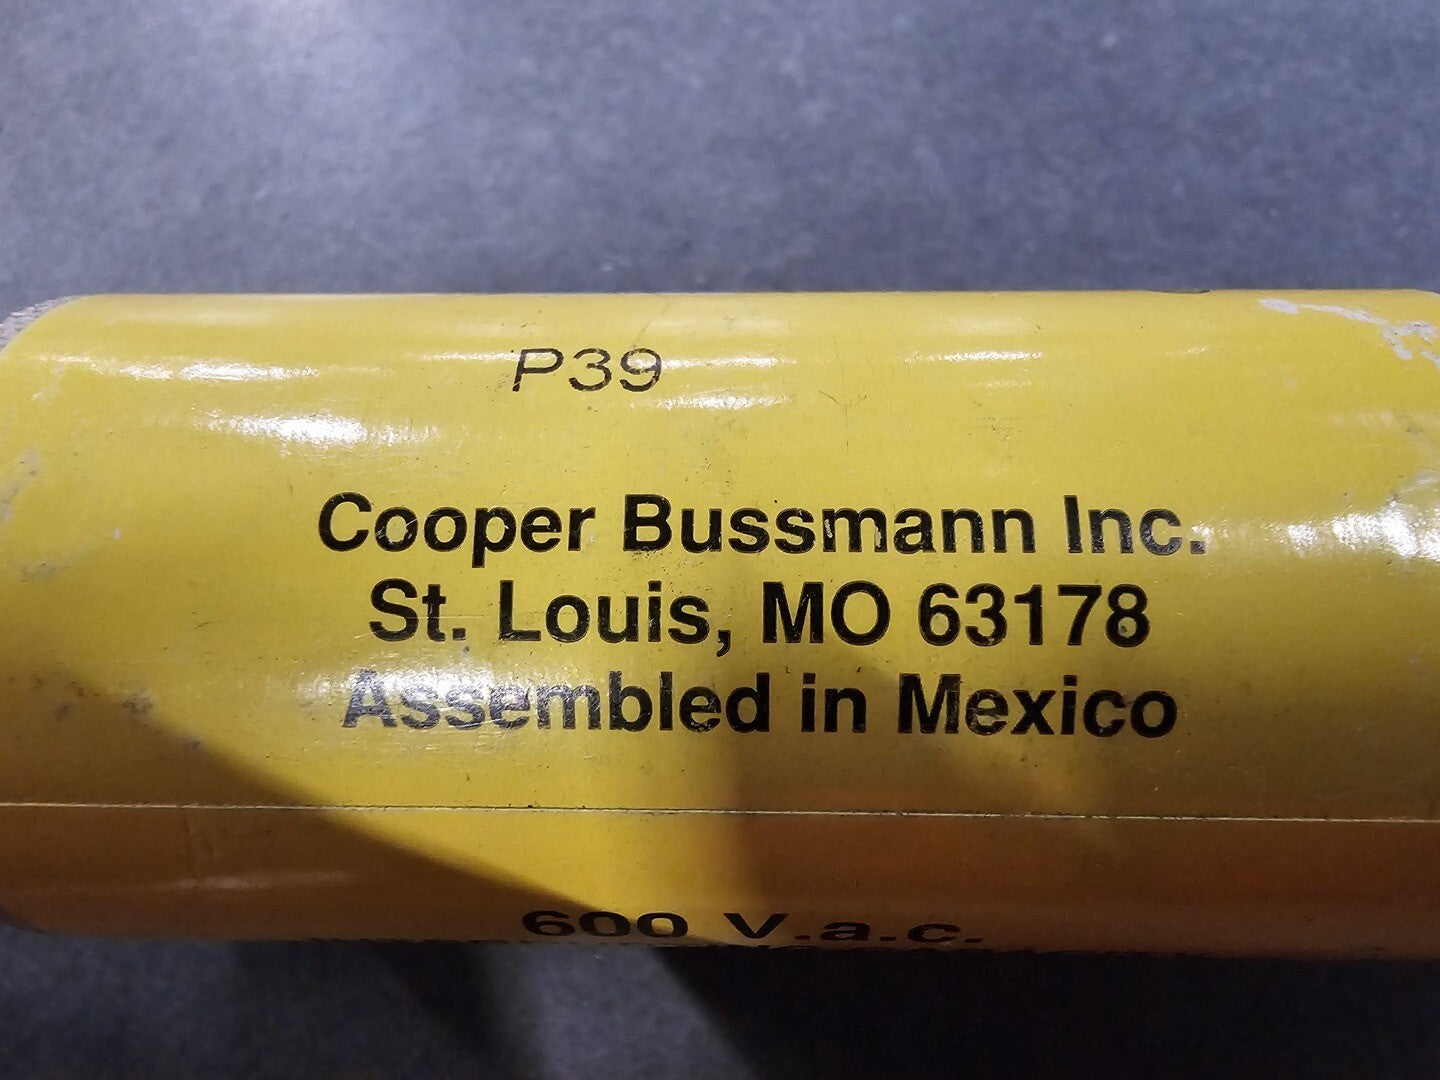 P39
Cooper Bussmann Inc.
St. Louis, MO 63178
Assembled in Mexico
600 V.a.c.